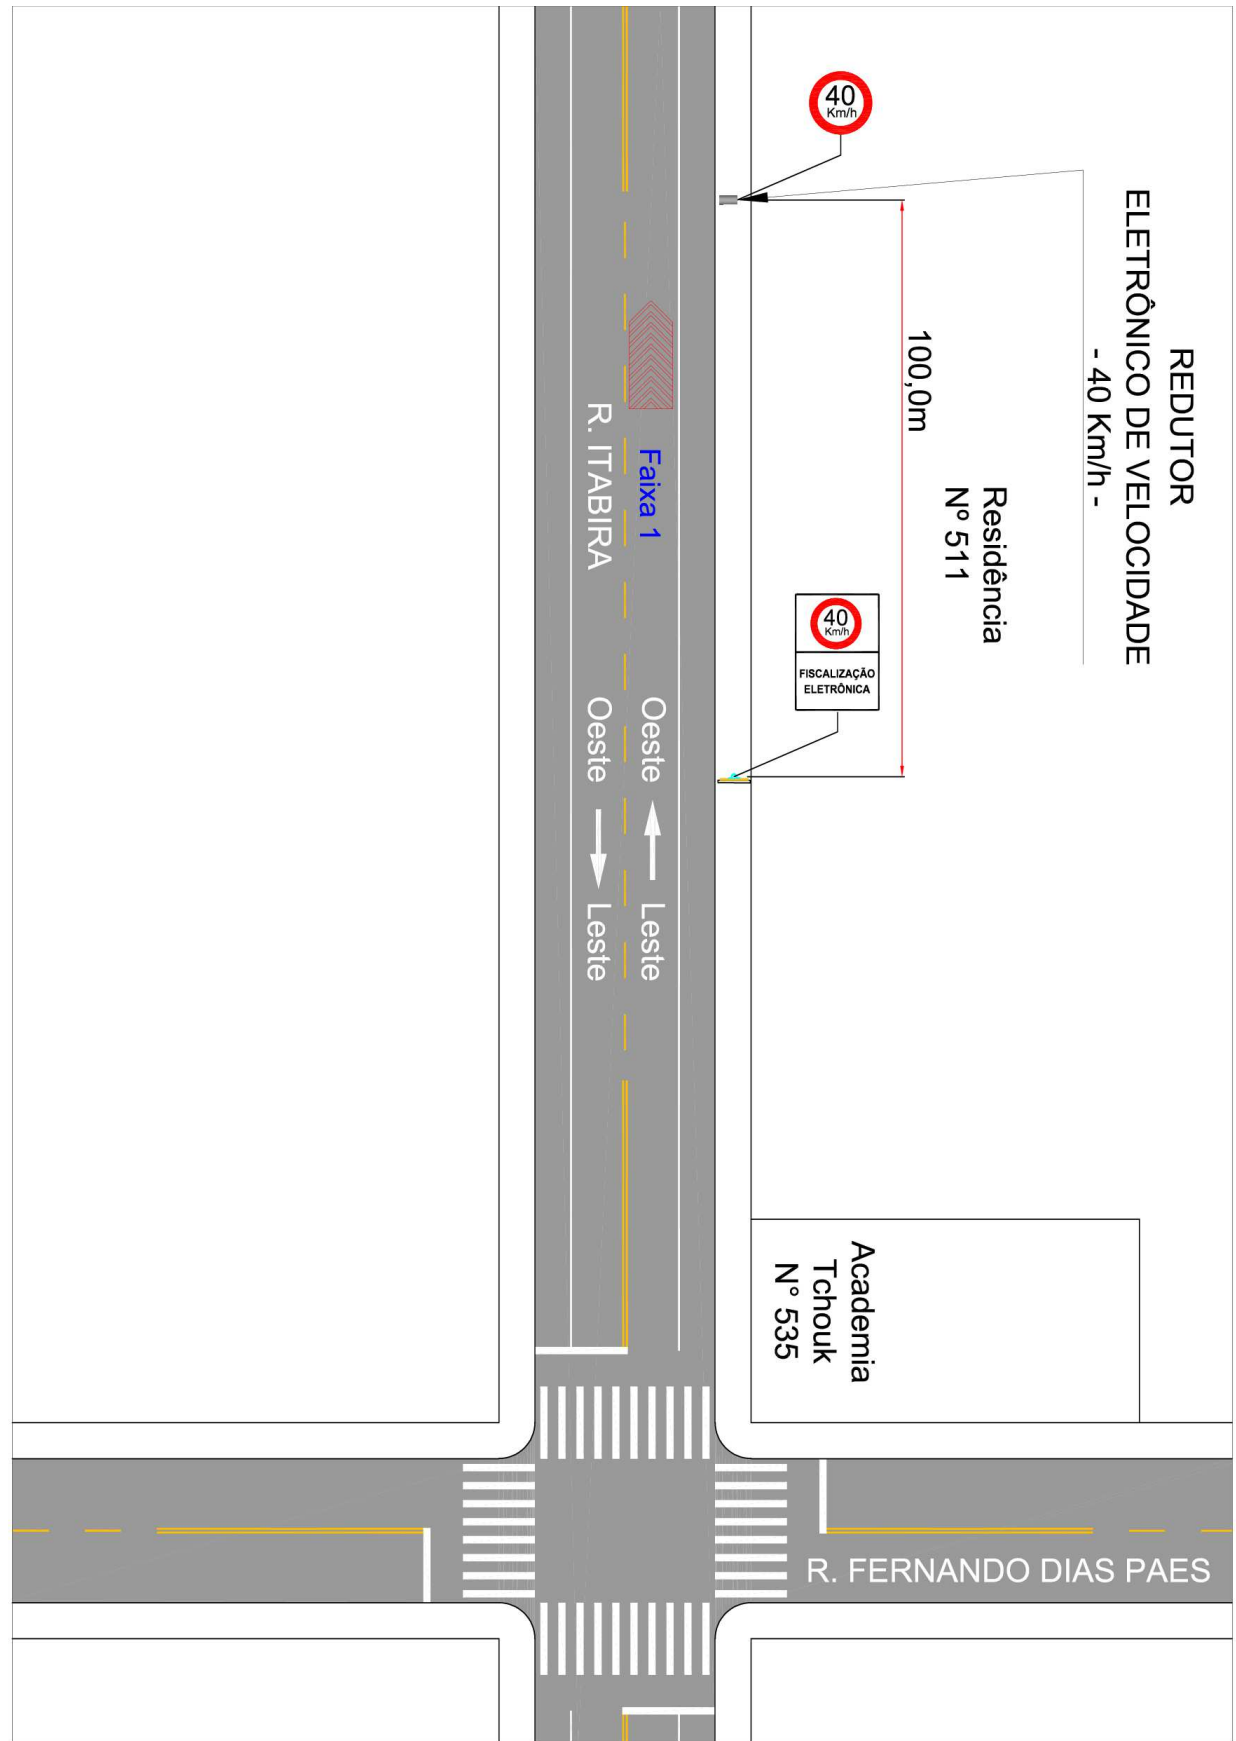 40
Km/h
REDUTOR
ELETRÔNICO DE VELOCIDADE
- 40 Km/h -
100,0m
Residência
Nº 511
40
Km/h
FISCALIZAÇÃO
ELETRÔNICA
Faixa 1
R. ITABIRA
Oeste
Leste
Oeste
Leste
Academia
Tchouk
N° 535
R. FERNANDO DIAS PAES